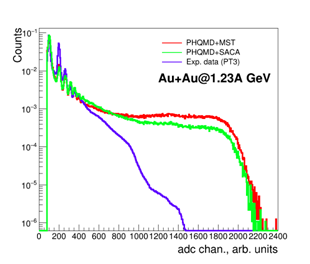 Counts
10⁻¹
10⁻²
10⁻³
10⁻⁴
10⁻⁵
10⁻⁶
PHQMD+MST
PHQMD+SACA
Exp. data (PT3)
Au+Au@1.23A GeV
0 200 400 600 800 1000 1200 1400 1600 1800 2000 2200 2400
adc chan., arb. units